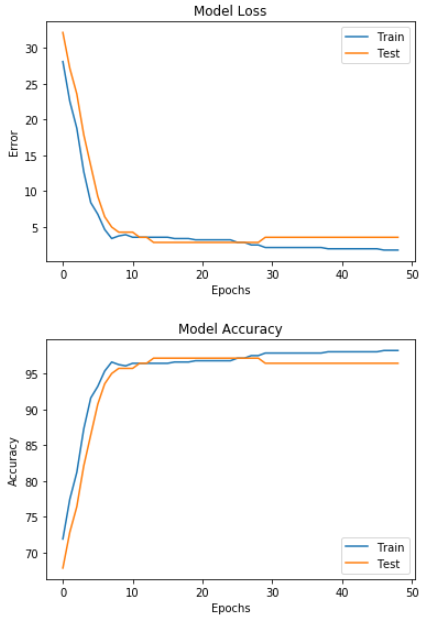 Model Loss
Train
Test
30
25
20
15
10
5
Error
0 10 20 30 40 50
Epochs
Model Accuracy
95
90
85
80
75
70
Accuracy
Train
Test
0 10 20 30 40 50
Epochs